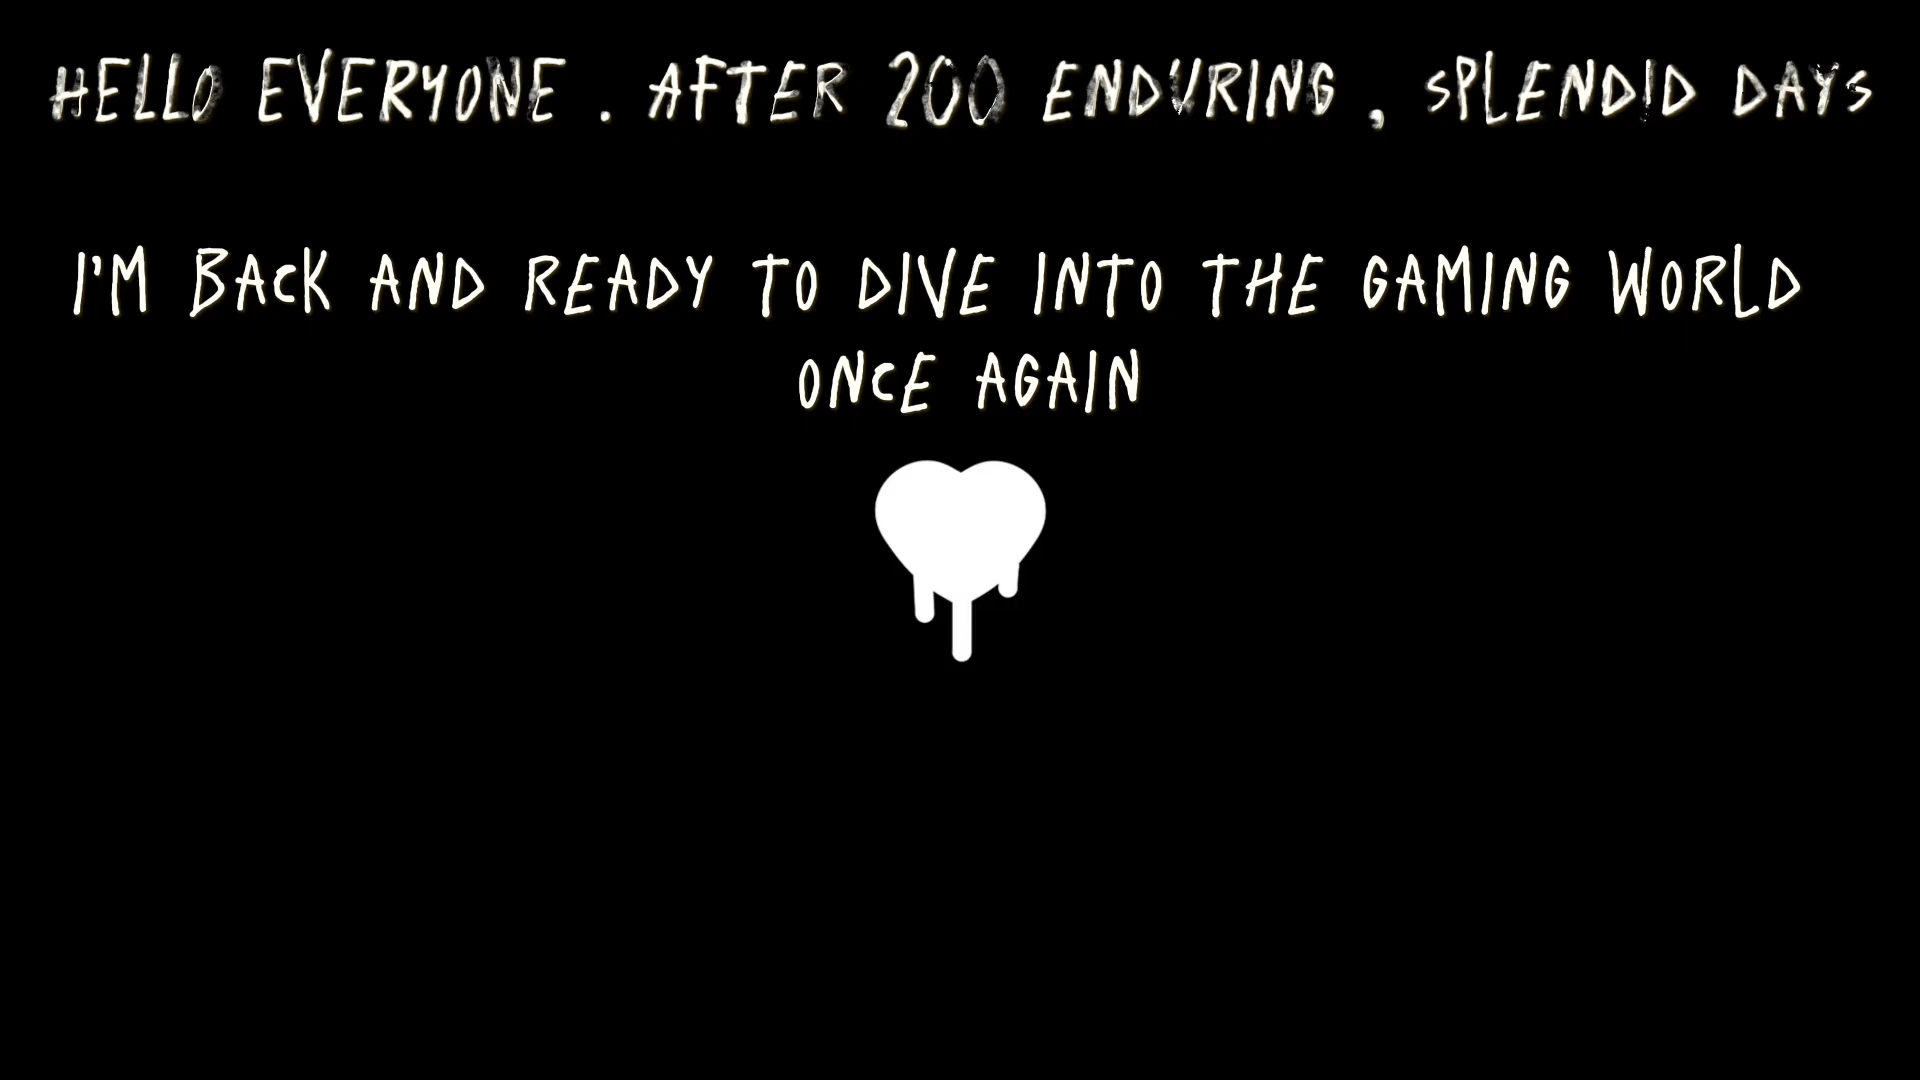 HELLO EVERYONE . AFTER 200 ENDURING , SPLENDID DAYS
I'M BACK AND READY TO DIVE INTO THE GAMING WORLD
ONCE AGAIN